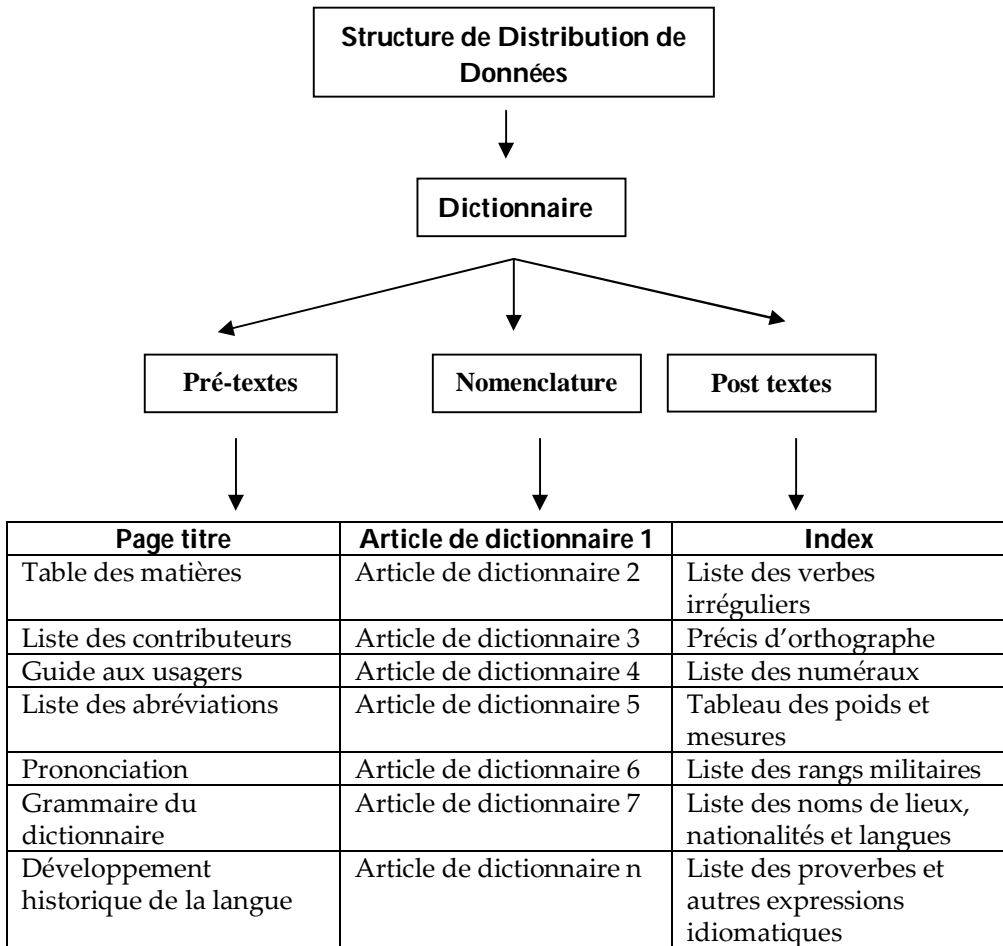 Structure de Distribution de
Données
Dictionnaire
Pré-textes
Nomenclature
Post textes
Page titre
Article de dictionnaire 1
Index
Table des matières
Article de dictionnaire 2
Liste des verbes
irréguliers
Liste des contributeurs
Article de dictionnaire 3
Précis d’orthographe
Guide aux usagers
Article de dictionnaire 4
Liste des numéraux
Liste des abréviations
Article de dictionnaire 5
Tableau des poids et
mesures
Prononciation
Article de dictionnaire 6
Liste des rangs militaires
Grammaire du
dictionnaire
Article de dictionnaire 7
Liste des noms de lieux,
nationalités et langues
Développement
historique de la langue
Article de dictionnaire n
Liste des proverbes et
autres expressions
idiomatiques